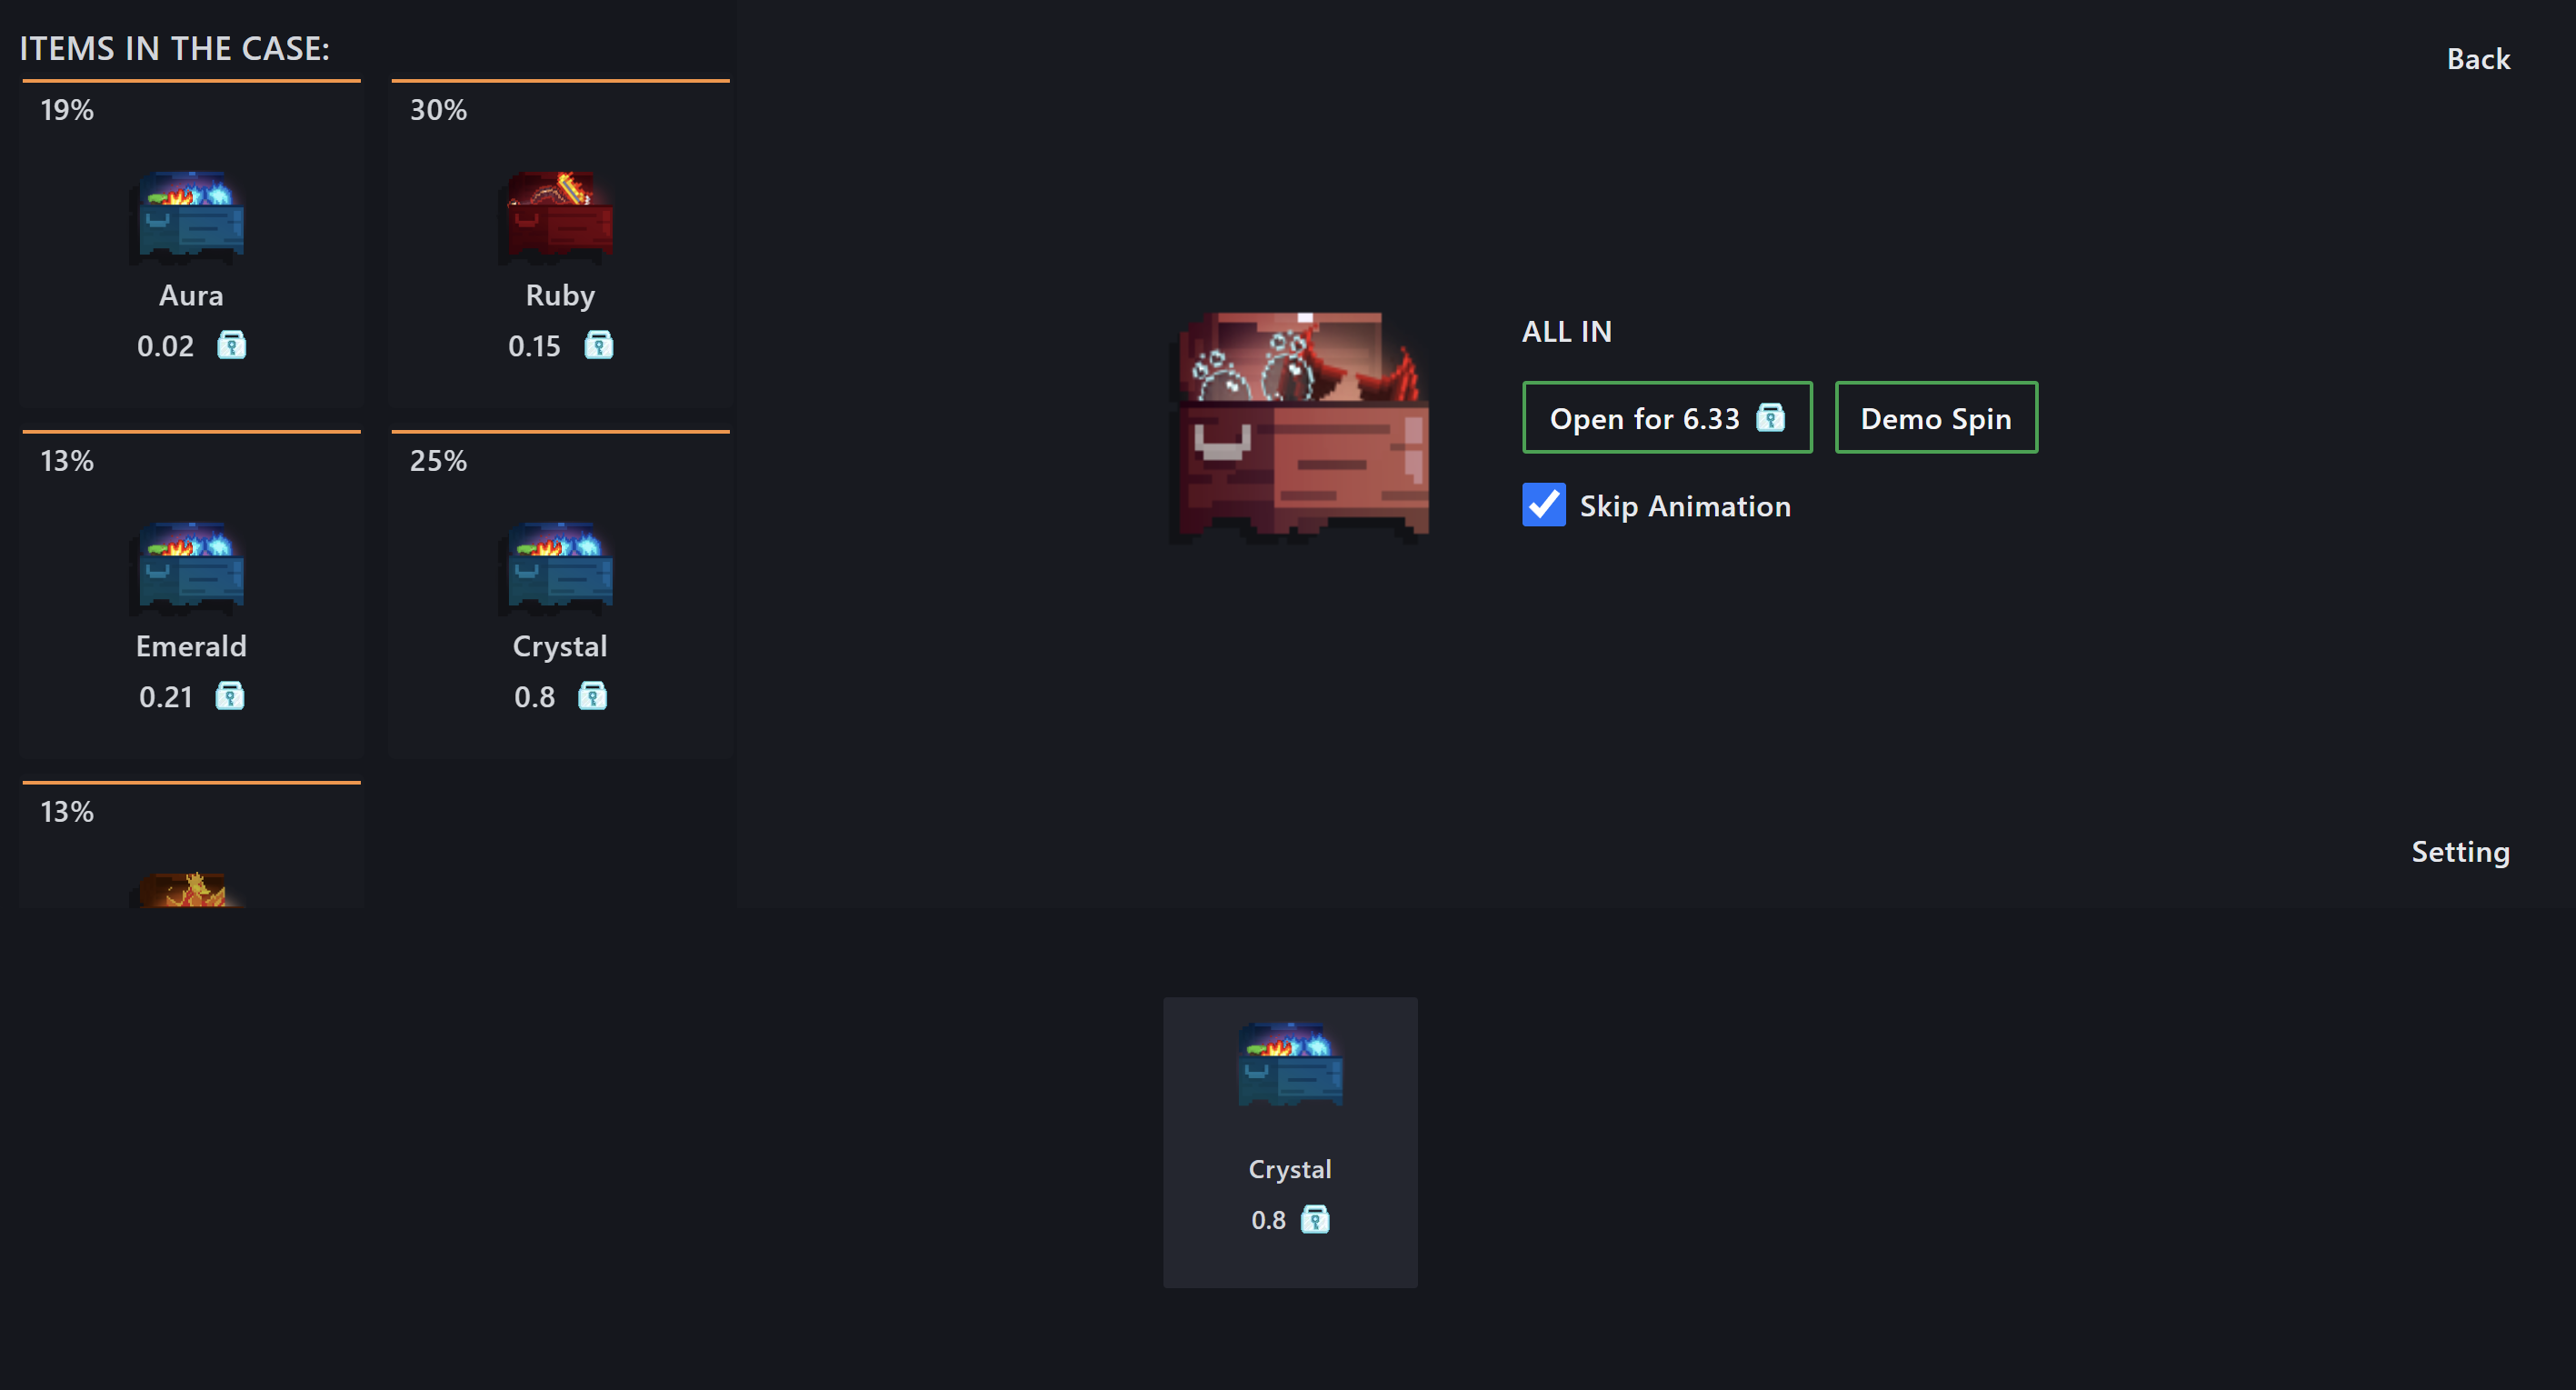 ITEMS IN THE CASE:
19%
Aura
0.02
30%
Ruby
0.15
13%
Emerald
0.21
25%
Crystal
0.8
13%
Back
ALL IN
Open for 6.33
Demo Spin
Skip Animation
Setting
Crystal
0.8